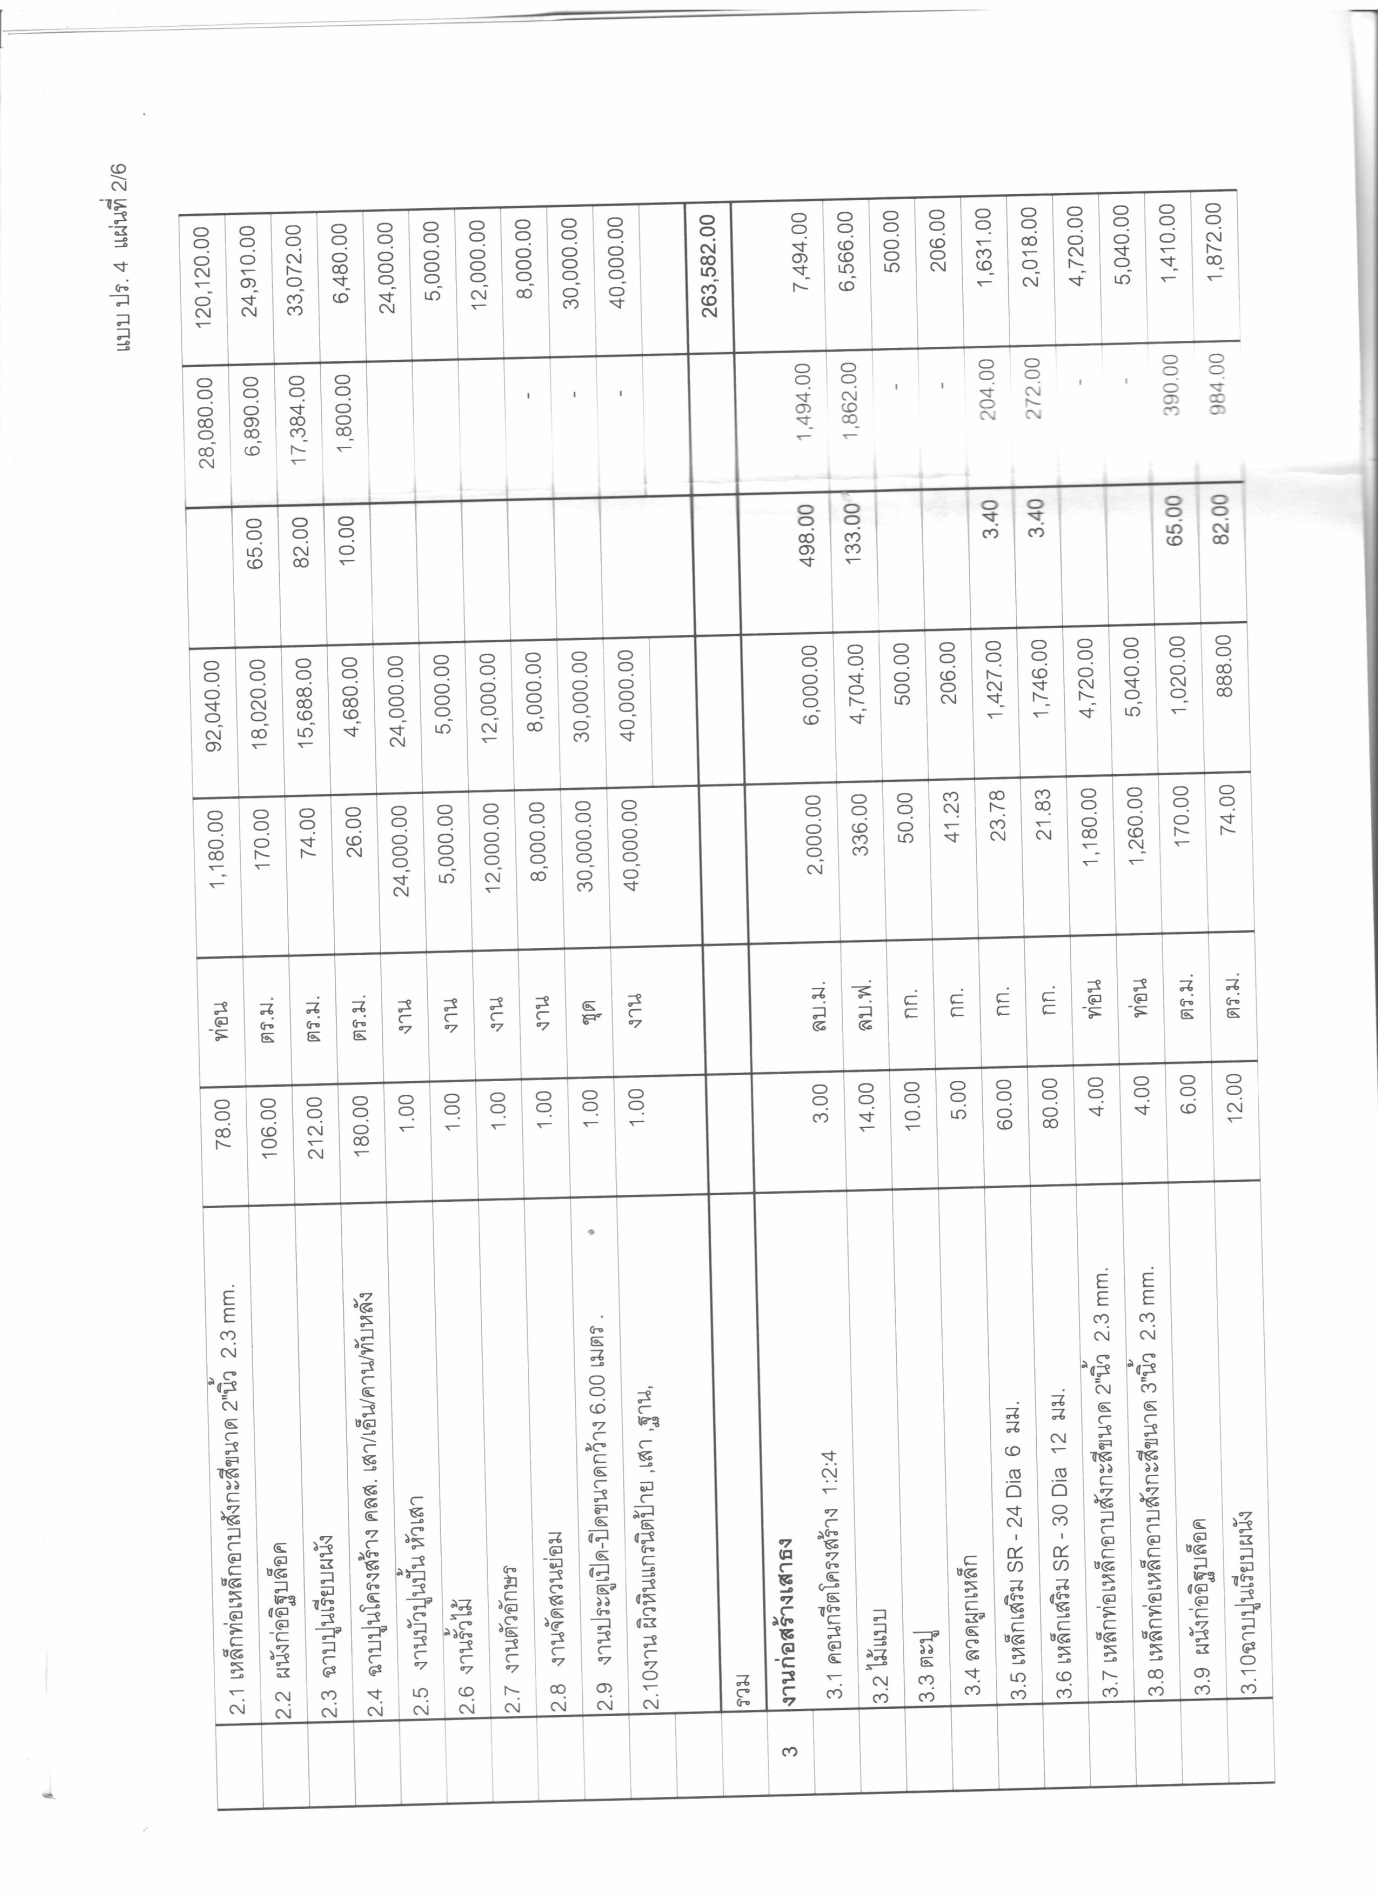 แบบ ปร. 4 แผ่นที่ 2/6
2.1 เหล็กท่อเหล็กอาบสังกะสีขนาด 2"นิ้ว 2.3 mm. 78.00 ท่อน 1,180.00 92,040.00 28,080.00 120,120.00
2.2 ผนังก่ออิฐบล็อค 106.00 ตร.ม. 170.00 18,020.00 65.00 6,890.00 24,910.00
2.3 ฉาบปูนเรียบผนัง 212.00 ตร.ม. 74.00 15,688.00 82.00 17,384.00 33,072.00
2.4 ฉาบปูนโครงสร้าง คสล. เสา/เอ็น/คาน/ทับหลัง 180.00 ตร.ม. 26.00 4,680.00 10.00 1,800.00 6,480.00
2.5 งานบัวปูนปั้น หัวเสา 1.00 งาน 24,000.00 24,000.00 24,000.00
2.6 งานรั้วไม้ 1.00 งาน 5,000.00 5,000.00 5,000.00
2.7 งานตัวอักษร 1.00 งาน 12,000.00 12,000.00 12,000.00
2.8 งานจัดสวนย่อม 1.00 งาน 8,000.00 8,000.00 - 8,000.00
2.9 งานประตูเปิด-ปิดขนาดกว้าง 6.00 เมตร . 1.00 ชุด 30,000.00 30,000.00 - 30,000.00
2.10งาน ผิวหินแกรนิตป้าย ,เสา ,ฐาน, 1.00 งาน 40,000.00 40,000.00 - 40,000.00
รวม 263,582.00
3 งานก่อสร้างเสาธง
3.1 คอนกรีตโครงสร้าง 1:2:4 3.00 ลบ.ม. 2,000.00 6,000.00 498.00 1,494.00 7,494.00
3.2 ไม้แบบ 14.00 ลบ.ฟ. 336.00 4,704.00 133.00 1,862.00 6,566.00
3.3 ตะปู 10.00 กก. 50.00 500.00 - 500.00
3.4 ลวดผูกเหล็ก 5.00 กก. 41.23 206.00 - 206.00
3.5 เหล็กเสริม SR - 24 Dia 6 มม. 60.00 กก. 23.78 1,427.00 3.40 204.00 1,631.00
3.6 เหล็กเสริม SR - 30 Dia 12 มม. 80.00 กก. 21.83 1,746.00 3.40 272.00 2,018.00
3.7 เหล็กท่อเหล็กอาบสังกะสีขนาด 2"นิ้ว 2.3 mm. 4.00 ท่อน 1,180.00 4,720.00 - 4,720.00
3.8 เหล็กท่อเหล็กอาบสังกะสีขนาด 3"นิ้ว 2.3 mm. 4.00 ท่อน 1,260.00 5,040.00 - 5,040.00
3.9 ผนังก่ออิฐบล็อค 6.00 ตร.ม. 170.00 1,020.00 65.00 390.00 1,410.00
3.10ฉาบปูนเรียบผนัง 12.00 ตร.ม. 74.00 888.00 82.00 984.00 1,872.00